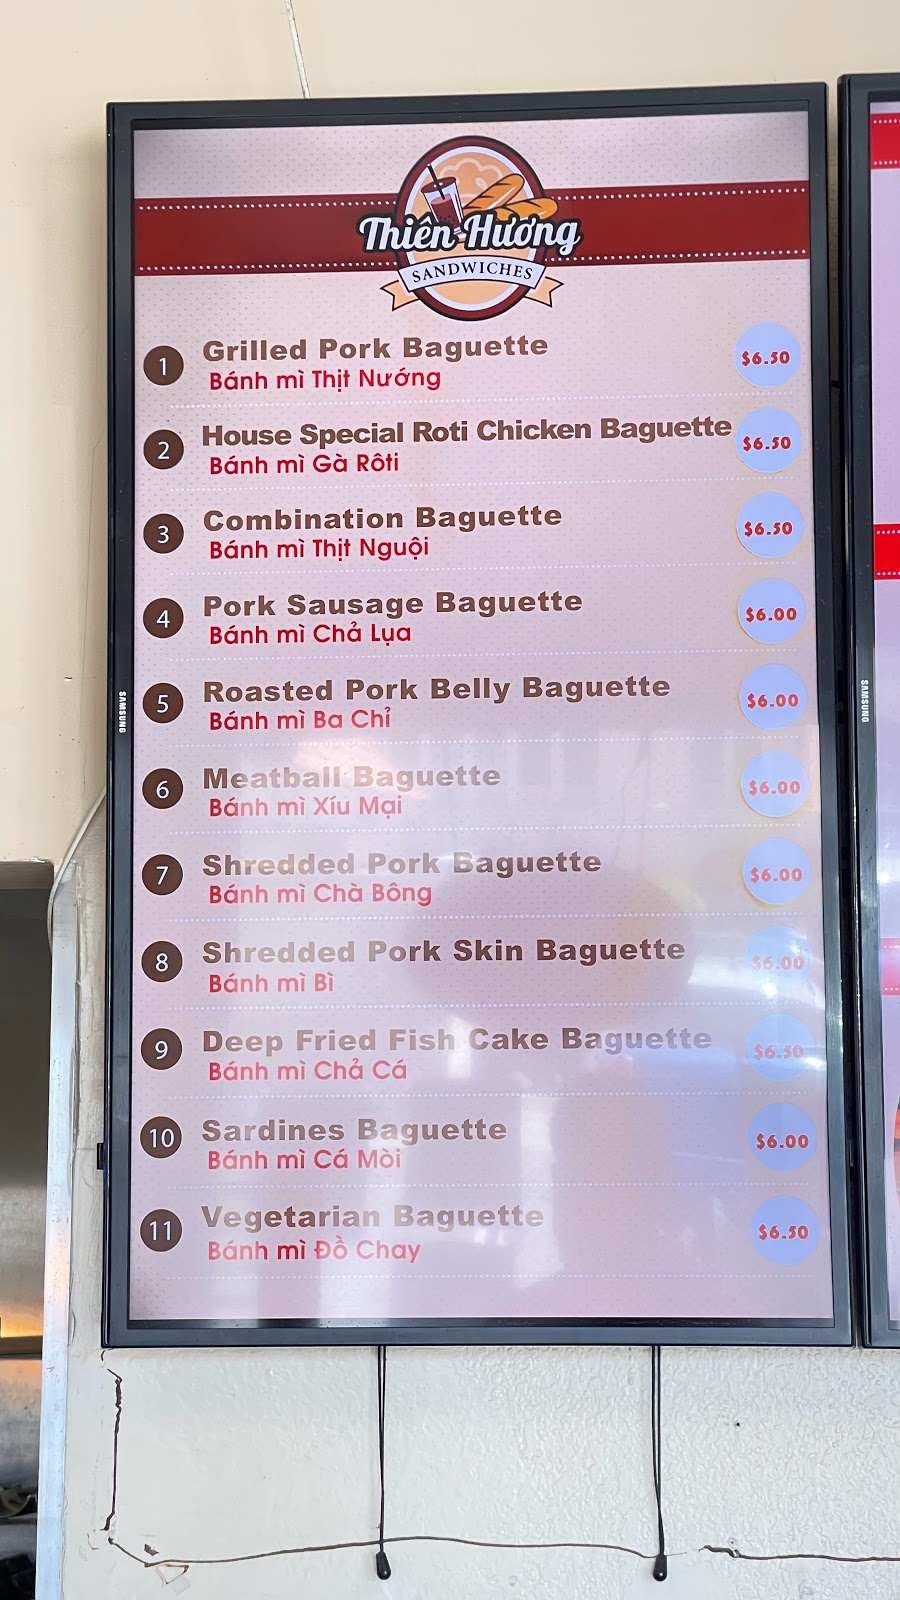 Thiên Hương
SANDWICHES
1 Grilled Pork Baguette $6.50
Bánh mì Thịt Nướng
2 House Special Roti Chicken Baguette $6.50
Bánh mì Gà Rôti
3 Combination Baguette $6.50
Bánh mì Thịt Nguội
4 Pork Sausage Baguette $6.00
Bánh mì Chả Lụa
5 Roasted Pork Belly Baguette $6.00
Bánh mì Ba Chỉ
6 Meatball Baguette $6.00
Bánh mì Xíu Mại
7 Shredded Pork Baguette $6.00
Bánh mì Chà Bông
8 Shredded Pork Skin Baguette $6.00
Bánh mì Bì
9 Deep Fried Fish Cake Baguette $6.50
Bánh mì Chả Cá
10 Sardines Baguette $6.00
Bánh mì Cá Mòi
11 Vegetarian Baguette $6.50
Bánh mì Đồ Chay
SAMSUNG
SAMSUNG